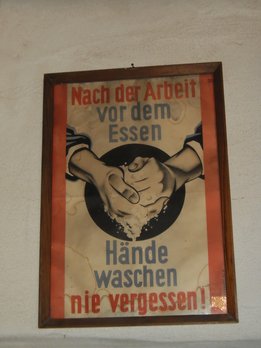 Nach der Arbeit
vor dem
Essen
Hände
waschen
nie vergessen!